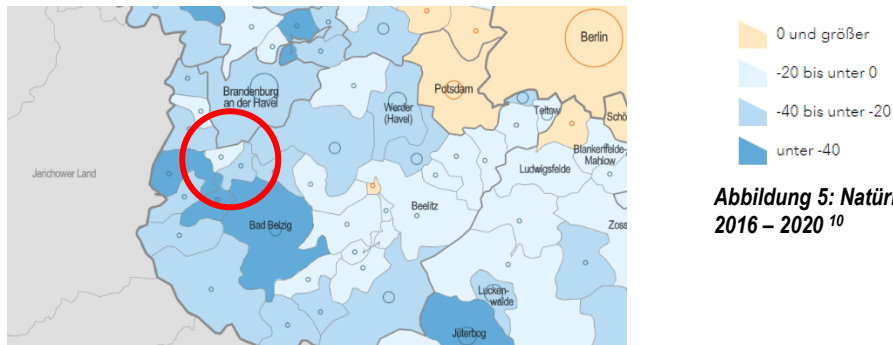 Berlin
Potsdam
Brandenburg
an der Havel
Werder
(Havel)
Teltow
Schö
Blankenfelde-
Mahlow
Ludwigsfelde
Jerichower Land
Beelitz
Bad Belzig
Zoss
Lucken-
walde
Jüterbog
0 und größer
-20 bis unter 0
-40 bis unter -20
unter -40
Abbildung 5: Natürl
2016 – 2020 10